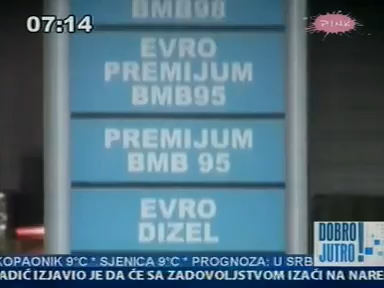 07:14
BMB98
PINK
EVRO
PREMIJUM
BMB95
PREMIJUM
BMB 95
EVRO
DIZEL
DOBRO
JUTRO!
KOPAONIK 9°C * SJENICA 9°C * PROGNOZA: U SRB
ADIĆ IZJAVIO JE DA ĆE SA ZADOVOLJSTVOM IZAĆI NA NARE